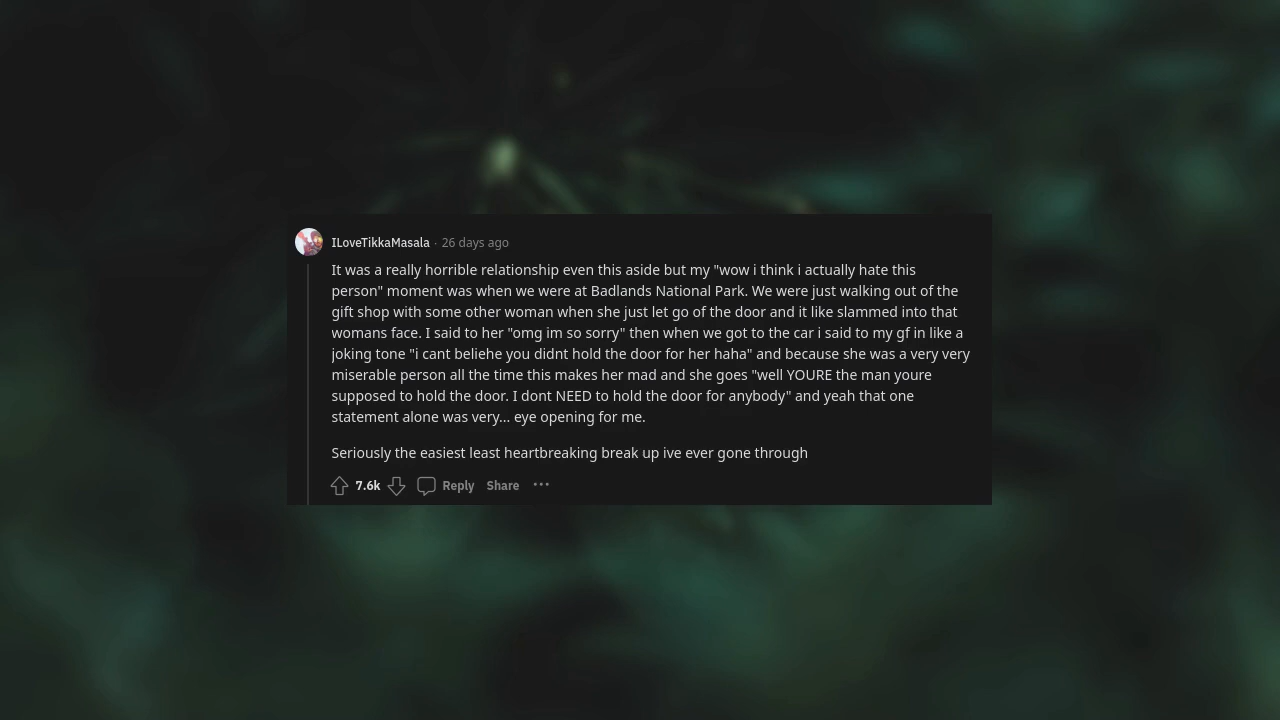 ILoveTikkaMasala · 26 days ago
It was a really horrible relationship even this aside but my "wow i think i actually hate this
person" moment was when we were at Badlands National Park. We were just walking out of the
gift shop with some other woman when she just let go of the door and it like slammed into that
womans face. I said to her "omg im so sorry" then when we got to the car i said to my gf in like a
joking tone "i cant beliehe you didnt hold the door for her haha" and because she was a very very
miserable person all the time this makes her mad and she goes "well YOURE the man youre
supposed to hold the door. I dont NEED to hold the door for anybody" and yeah that one
statement alone was very... eye opening for me.
Seriously the easiest least heartbreaking break up ive ever gone through
7.6k Reply Share ···